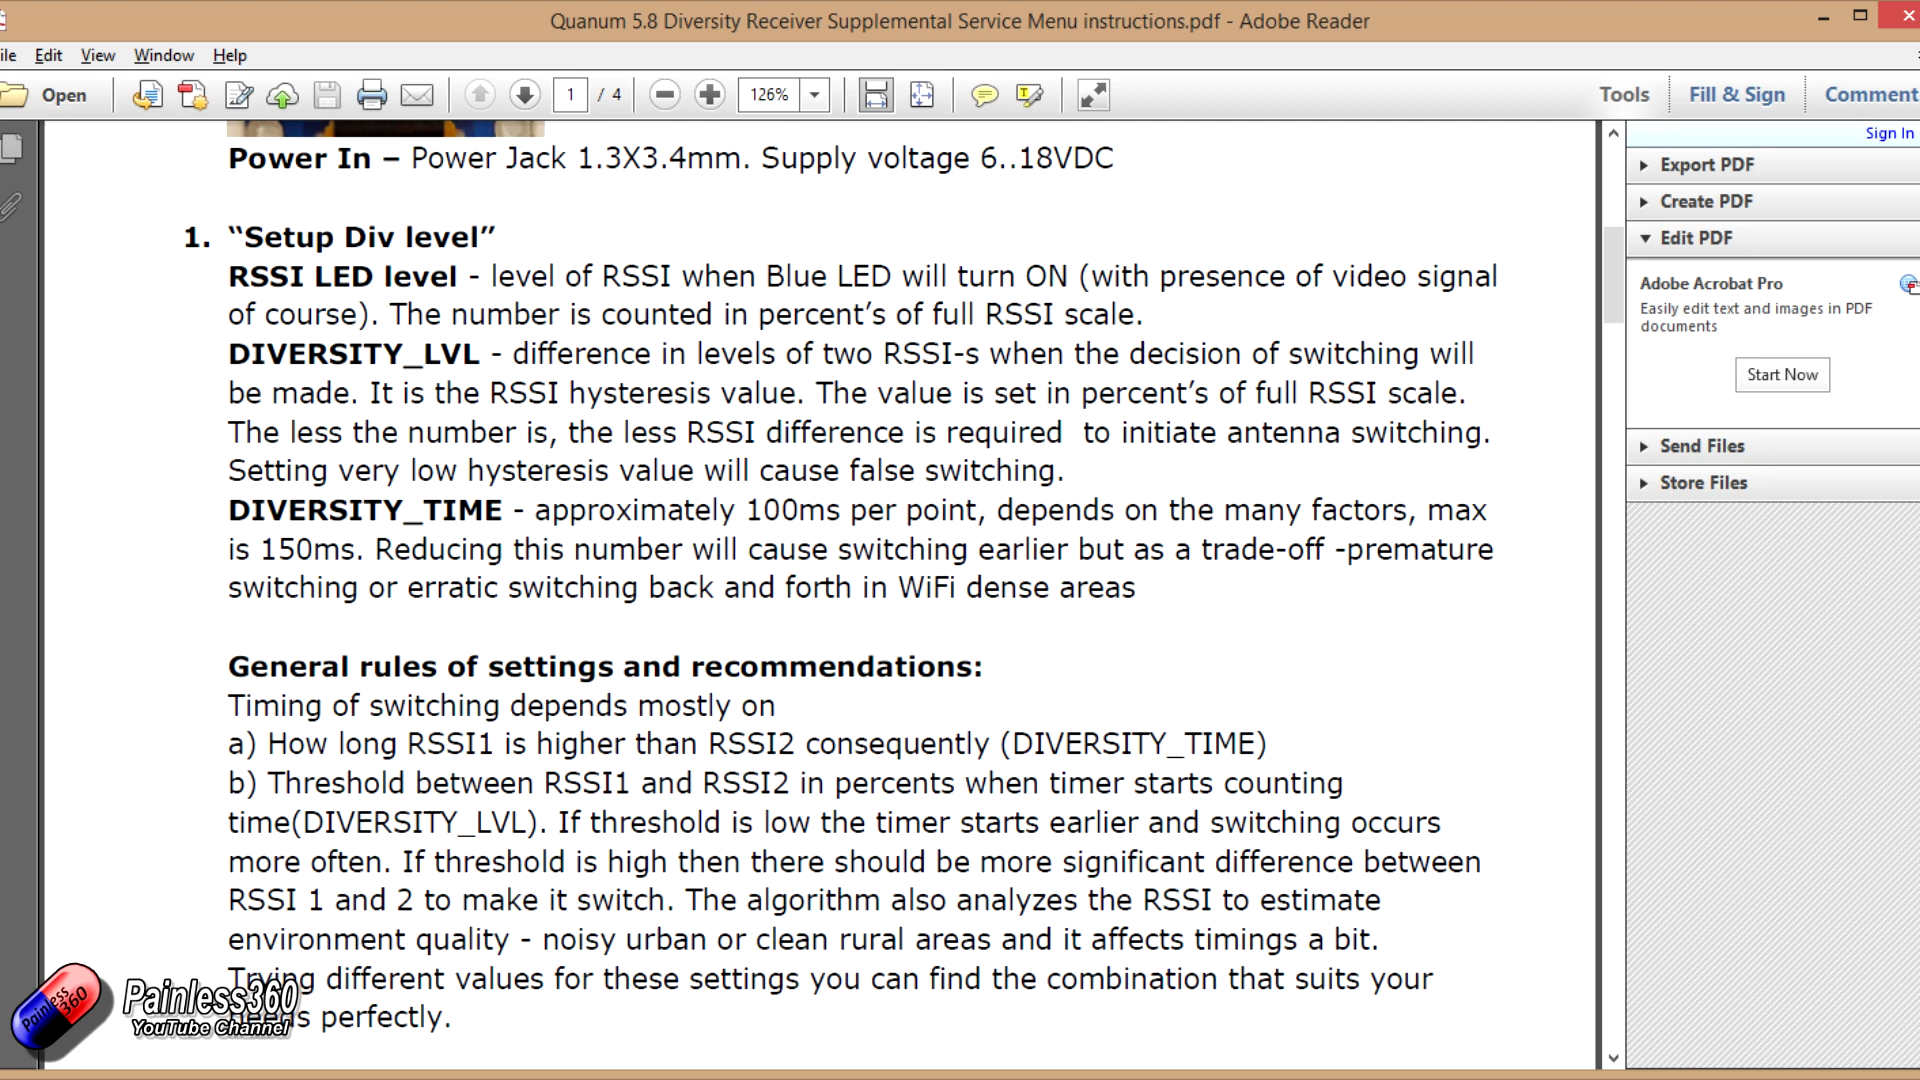 Quanum 5.8 Diversity Receiver Supplemental Service Menu instructions.pdf - Adobe Reader
Edit View Window Help
Open 1 / 4 126% Tools Fill & Sign Comment
Sign In
Export PDF
Create PDF
Edit PDF
Adobe Acrobat Pro
Easily edit text and images in PDF
documents
Start Now
Send Files
Store Files
Power In – Power Jack 1.3X3.4mm. Supply voltage 6..18VDC
1. “Setup Div level”
RSSI LED level - level of RSSI when Blue LED will turn ON (with presence of video signal
of course). The number is counted in percent’s of full RSSI scale.
DIVERSITY_LVL - difference in levels of two RSSI-s when the decision of switching will
be made. It is the RSSI hysteresis value. The value is set in percent’s of full RSSI scale.
The less the number is, the less RSSI difference is required to initiate antenna switching.
Setting very low hysteresis value will cause false switching.
DIVERSITY_TIME - approximately 100ms per point, depends on the many factors, max
is 150ms. Reducing this number will cause switching earlier but as a trade-off -premature
switching or erratic switching back and forth in WiFi dense areas
General rules of settings and recommendations:
Timing of switching depends mostly on
a) How long RSSI1 is higher than RSSI2 consequently (DIVERSITY_TIME)
b) Threshold between RSSI1 and RSSI2 in percents when timer starts counting
time(DIVERSITY_LVL). If threshold is low the timer starts earlier and switching occurs
more often. If threshold is high then there should be more significant difference between
RSSI 1 and 2 to make it switch. The algorithm also analyzes the RSSI to estimate
environment quality - noisy urban or clean rural areas and it affects timings a bit.
Trying different values for these settings you can find the combination that suits your
perfectly.
Painless360
Painless360
YouTube Channel